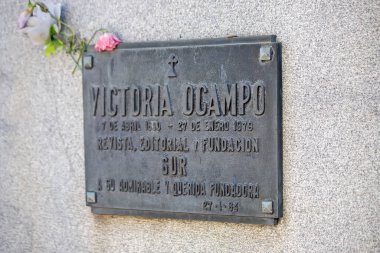 VICTORIA OCAMPO
7 DE ABRIL 1890 - 27 DE ENERO 1979
REVISTA, EDITORIAL Y FUNDACION
SUR
A SU ADMIRABLE Y QUERIDA FUNDADORA
27-1-84